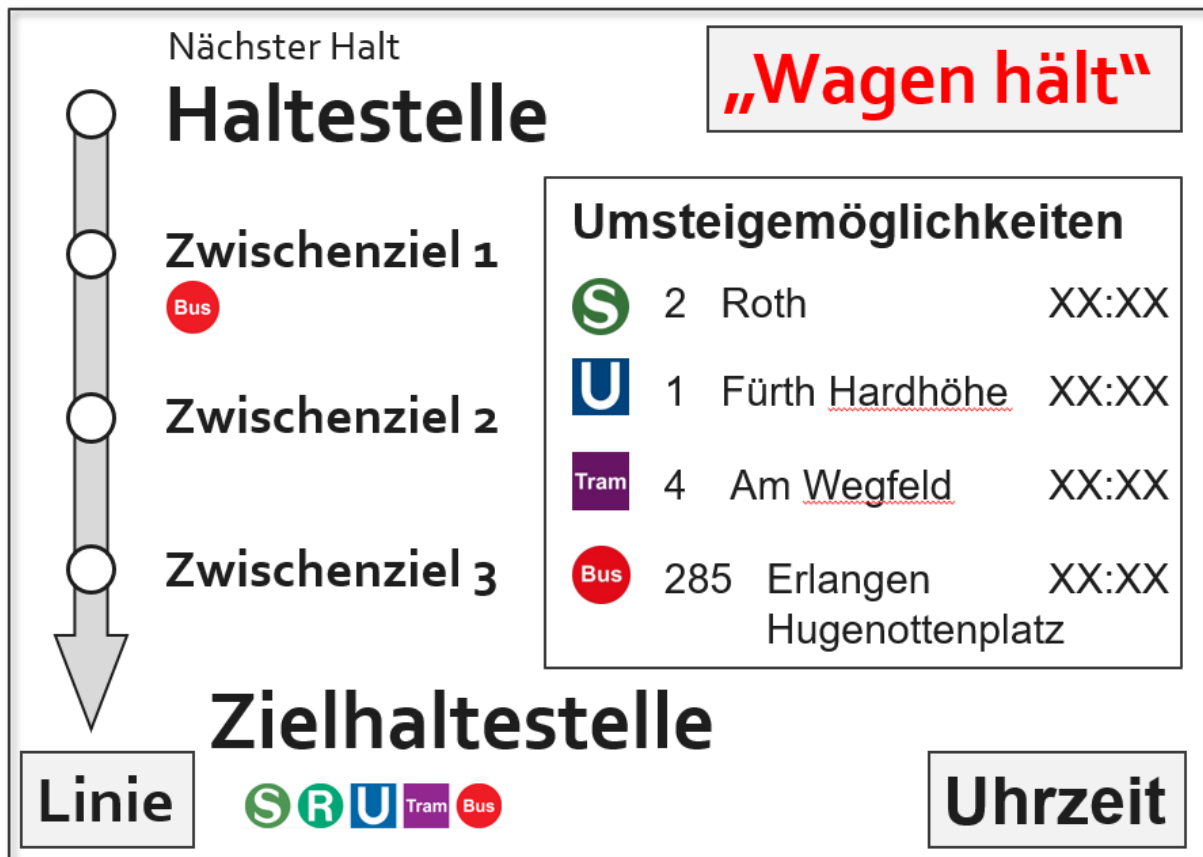 Nächster Halt
Haltestelle
„Wagen hält“
Zwischenziel 1
Bus
Zwischenziel 2
Zwischenziel 3
Umsteigemöglichkeiten
S 2 Roth XX:XX
U 1 Fürth Hardhöhe XX:XX
Tram 4 Am Wegfeld XX:XX
Bus 285 Erlangen XX:XX
Hugenottenplatz
Zielhaltestelle
S R U Tram Bus
Linie
Uhrzeit